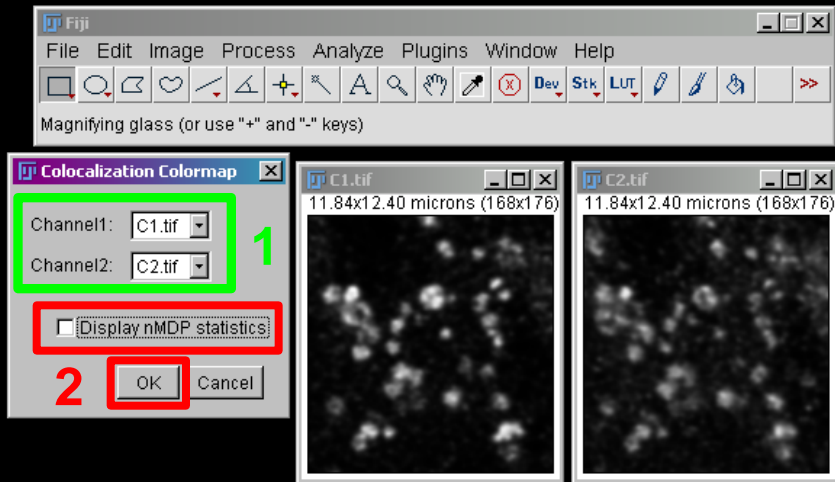 Fiji
File Edit Image Process Analyze Plugins Window Help
A Dev Stk LUT >>
Magnifying glass (or use "+" and "-" keys)
Colocalization Colormap
Channel1: C1.tif
1
Channel2: C2.tif
Display nMDP statistics
2 OK Cancel
C1.tif
11.84x12.40 microns (168x176)
C2.tif
11.84x12.40 microns (168x176)